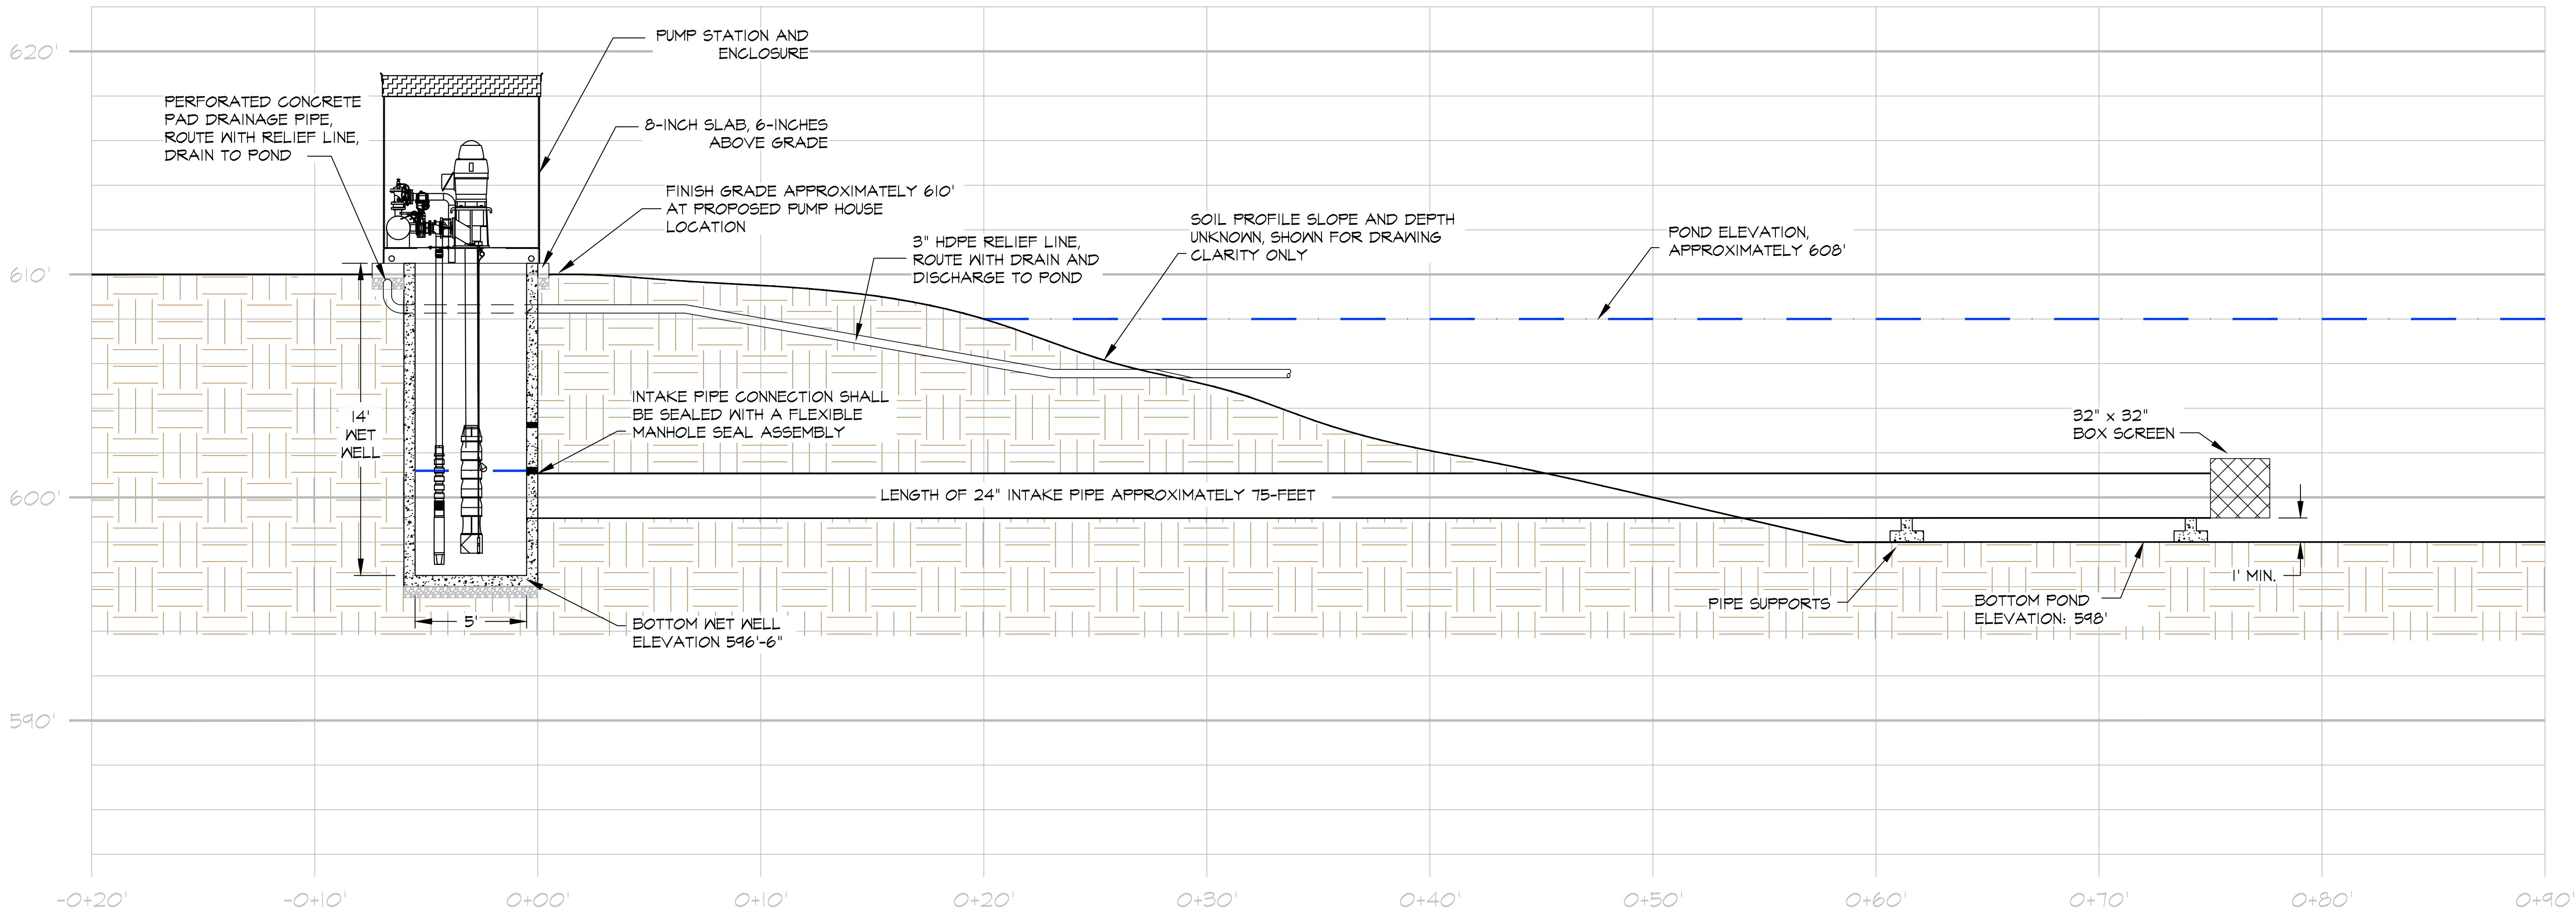 620'
PUMP STATION AND
ENCLOSURE
PERFORATED CONCRETE
PAD DRAINAGE PIPE,
ROUTE WITH RELIEF LINE,
DRAIN TO POND
8-INCH SLAB, 6-INCHES
ABOVE GRADE
FINISH GRADE APPROXIMATELY 610'
AT PROPOSED PUMP HOUSE
LOCATION
3" HDPE RELIEF LINE,
ROUTE WITH DRAIN AND
DISCHARGE TO POND
SOIL PROFILE SLOPE AND DEPTH
UNKNOWN, SHOWN FOR DRAWING
CLARITY ONLY
POND ELEVATION,
APPROXIMATELY 608'
610'
14'
WET
WELL
INTAKE PIPE CONNECTION SHALL
BE SEALED WITH A FLEXIBLE
MANHOLE SEAL ASSEMBLY
32" x 32"
BOX SCREEN
600'
LENGTH OF 24" INTAKE PIPE APPROXIMATELY 75-FEET
1' MIN.
PIPE SUPPORTS
BOTTOM POND
ELEVATION: 598'
5'
BOTTOM WET WELL
ELEVATION 596'-6"
590'
-0+20'
-0+10'
0+00'
0+10'
0+20'
0+30'
0+40'
0+50'
0+60'
0+70'
0+80'
0+90'